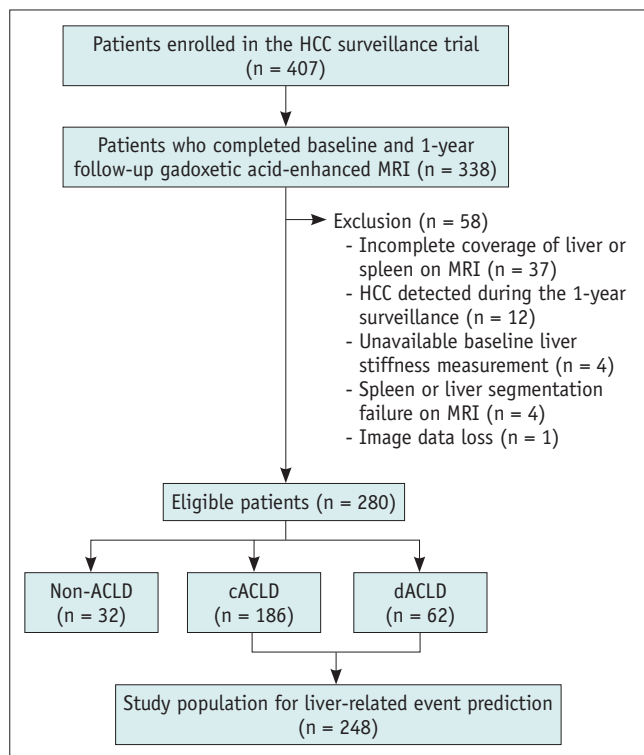 Patients enrolled in the HCC surveillance trial
(n = 407)
Patients who completed baseline and 1-year
follow-up gadoxetic acid-enhanced MRI (n = 338)
Exclusion (n = 58)
- Incomplete coverage of liver or
spleen on MRI (n = 37)
- HCC detected during the 1-year
surveillance (n = 12)
- Unavailable baseline liver
stiffness measurement (n = 4)
- Spleen or liver segmentation
failure on MRI (n = 4)
- Image data loss (n = 1)
Eligible patients (n = 280)
Non-ACLD
(n = 32)
cACLD
(n = 186)
dACLD
(n = 62)
Study population for liver-related event prediction
(n = 248)